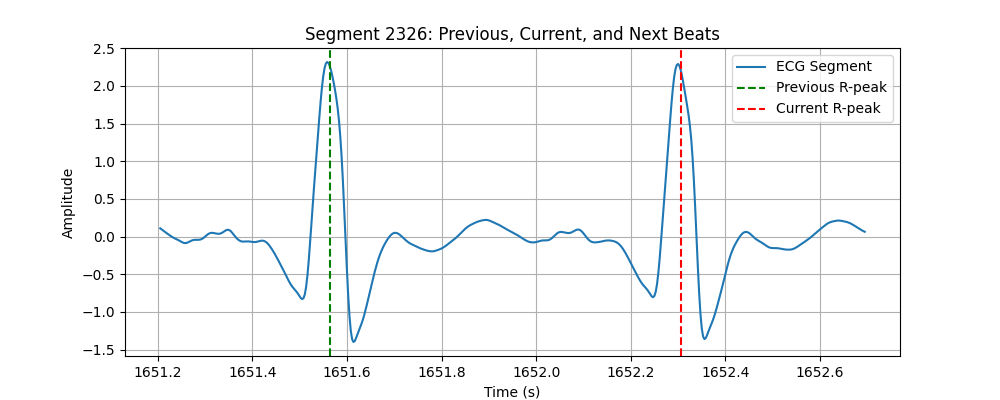 Segment 2326: Previous, Current, and Next Beats
2.5
2.0
1.5
1.0
0.5
0.0
−0.5
−1.0
−1.5
Amplitude
ECG Segment
Previous R-peak
Current R-peak
1651.2 1651.4 1651.6 1651.8 1652.0 1652.2 1652.4 1652.6
Time (s)